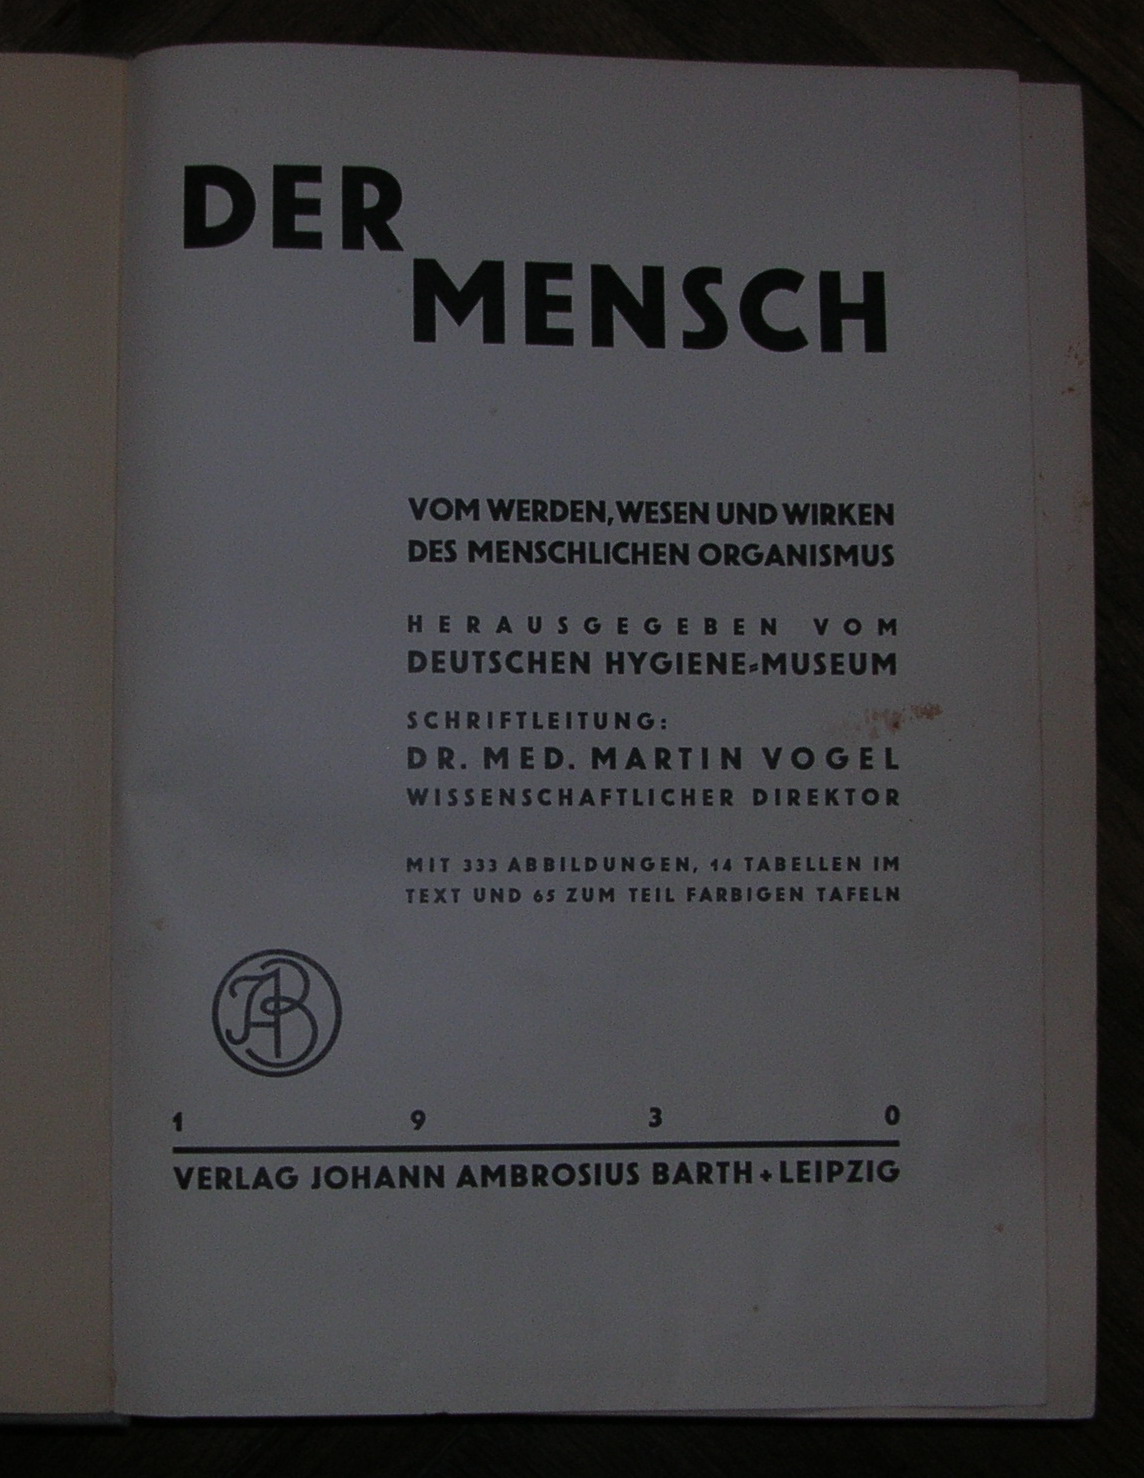 DER
MENSCH
VOM WERDEN, WESEN UND WIRKEN
DES MENSCHLICHEN ORGANISMUS
HERAUSGEGEBEN VOM
DEUTSCHEN HYGIENE-MUSEUM
SCHRIFTLEITUNG:
DR. MED. MARTIN VOGEL
WISSENSCHAFTLICHER DIREKTOR
MIT 333 ABBILDUNGEN, 14 TABELLEN IM
TEXT UND 65 ZUM TEIL FARBIGEN TAFELN
JAB
1 9 3 0
VERLAG JOHANN AMBROSIUS BARTH + LEIPZIG